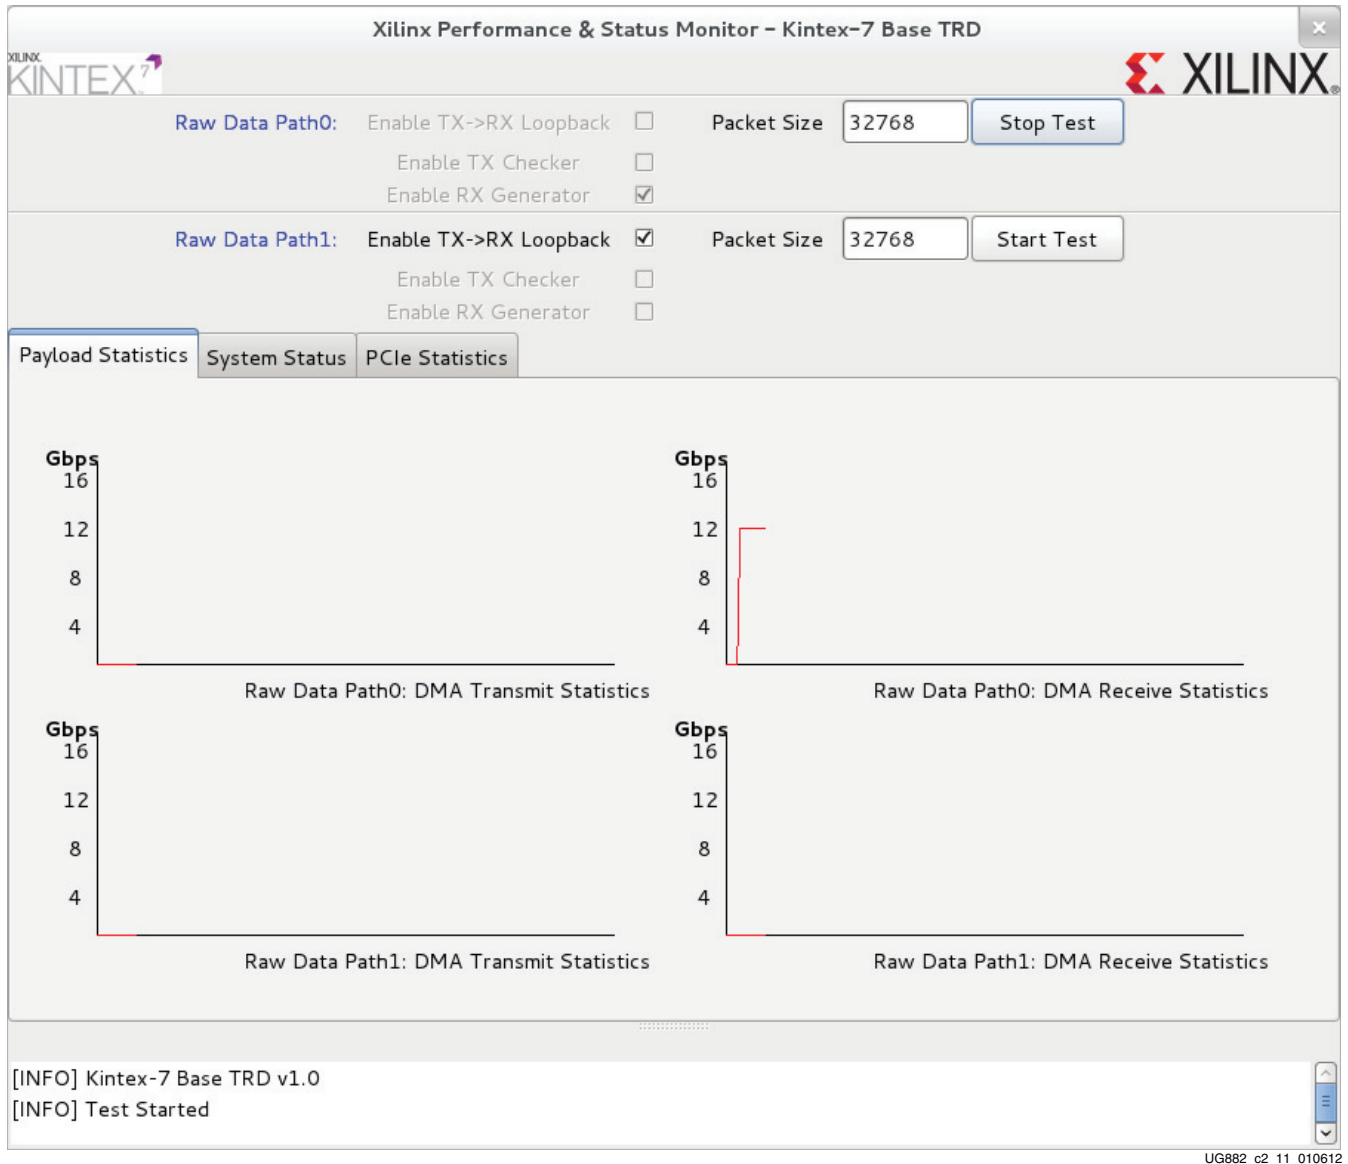 Xilinx Performance & Status Monitor – Kintex-7 Base TRD
XILINX
KINTEX 7
XILINX
Raw Data Path0: Enable TX->RX Loopback Packet Size 32768 Stop Test
Enable TX Checker
Enable RX Generator
Raw Data Path1: Enable TX->RX Loopback Packet Size 32768 Start Test
Enable TX Checker
Enable RX Generator
Payload Statistics System Status PCIe Statistics
Gbps
16
12
8
4
Raw Data Path0: DMA Transmit Statistics
Gbps
16
12
8
4
Raw Data Path0: DMA Receive Statistics
Gbps
16
12
8
4
Raw Data Path1: DMA Transmit Statistics
Gbps
16
12
8
4
Raw Data Path1: DMA Receive Statistics
[INFO] Kintex-7 Base TRD v1.0
[INFO] Test Started
UG882_c2_11_010612